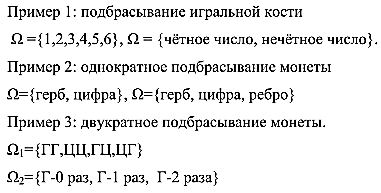 Пример 1: подбрасывание игральной кости
Ω ={1,2,3,4,5,6}, Ω = {чётное число, нечётное число}.
Пример 2: однократное подбрасывание монеты
Ω={герб, цифра}, Ω={герб, цифра, ребро}
Пример 3: двукратное подбрасывание монеты.
Ω₁={ГГ,ЦЦ,ГЦ,ЦГ}
Ω₂={Г-0 раз, Г-1 раз, Г-2 раза}